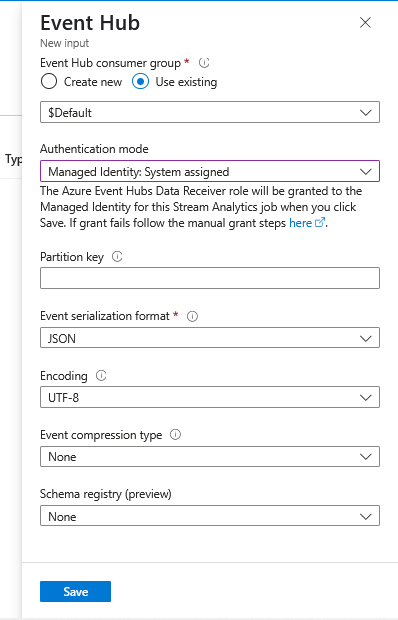 Event Hub
New input
Event Hub consumer group *
Create new Use existing
$Default
Typ
Authentication mode
Managed Identity: System assigned
The Azure Event Hubs Data Receiver role will be granted to the
Managed Identity for this Stream Analytics job when you click
Save. If grant fails follow the manual grant steps here.
Partition key
Event serialization format *
JSON
Encoding
UTF-8
Event compression type
None
Schema registry (preview)
None
Save